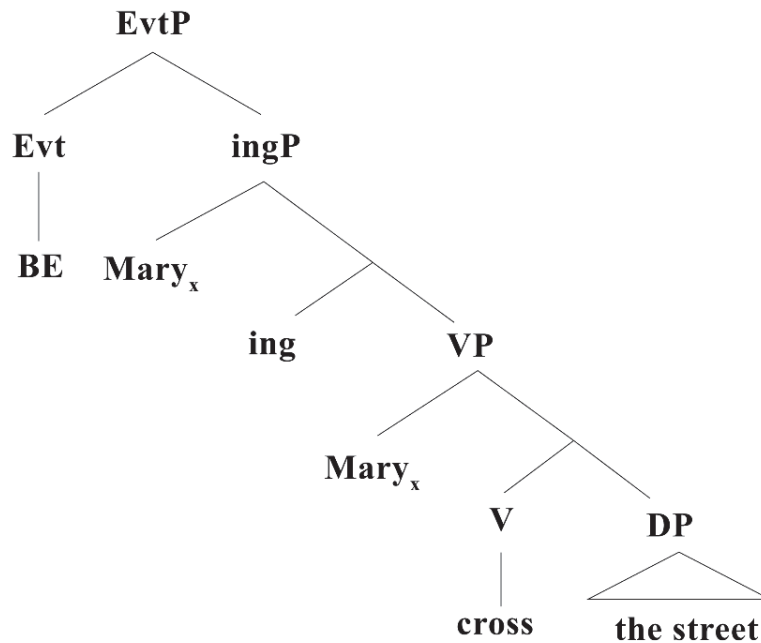 EvtP
Evt ingP
BE Maryx
ing VP
Maryx
V DP
cross the street